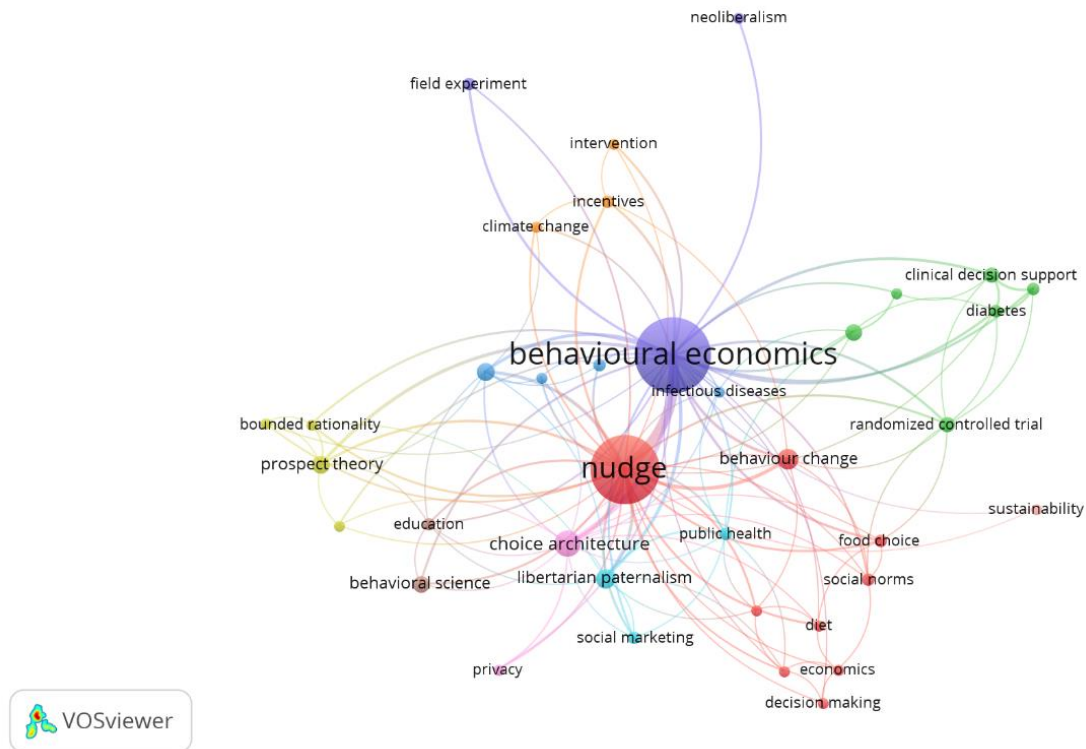 neoliberalism
field experiment
intervention
incentives
climate change
clinical decision support
diabetes
behavioural economics
infectious diseases
bounded rationality
randomized controlled trial
behaviour change
prospect theory
nudge
sustainability
education
public health
food choice
choice architecture
libertarian paternalism
social norms
behavioral science
diet
social marketing
privacy
economics
decision making
VOSviewer